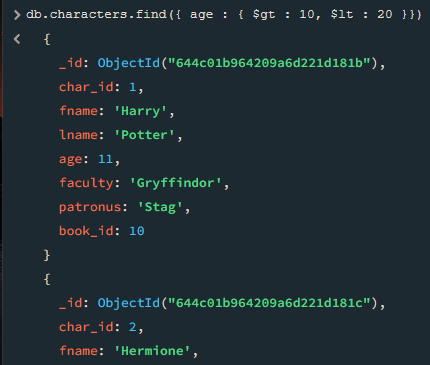 > db.characters.find({ age : { $gt : 10, $lt : 20 }})
< {
_id: ObjectId("644c01b964209a6d221d181b"),
char_id: 1,
fname: 'Harry',
lname: 'Potter',
age: 11,
faculty: 'Gryffindor',
patronus: 'Stag',
book_id: 10
}
{
_id: ObjectId("644c01b964209a6d221d181c"),
char_id: 2,
fname: 'Hermione',